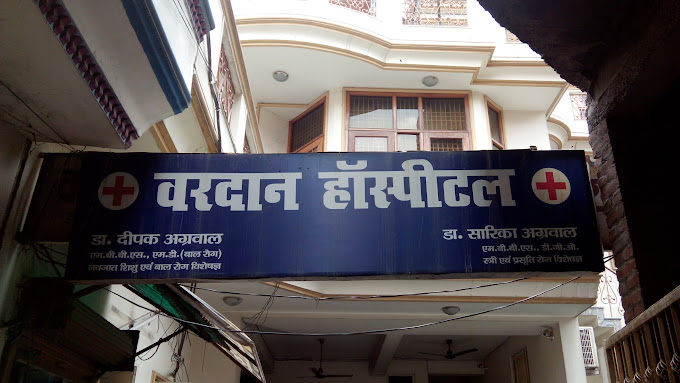 वरदान हॉस्पीटल
डा. दीपक अग्रवाल
एम.बी.बी.एस., एम.डी.(बाल रोग)
नवजात शिशु एवं बाल रोग विशेषज्ञ
डा. सारिका अग्रवाल
एम.बी.बी.एस., डी.जी.ओ.
स्त्री एवं प्रसूति रोग विशेषज्ञ